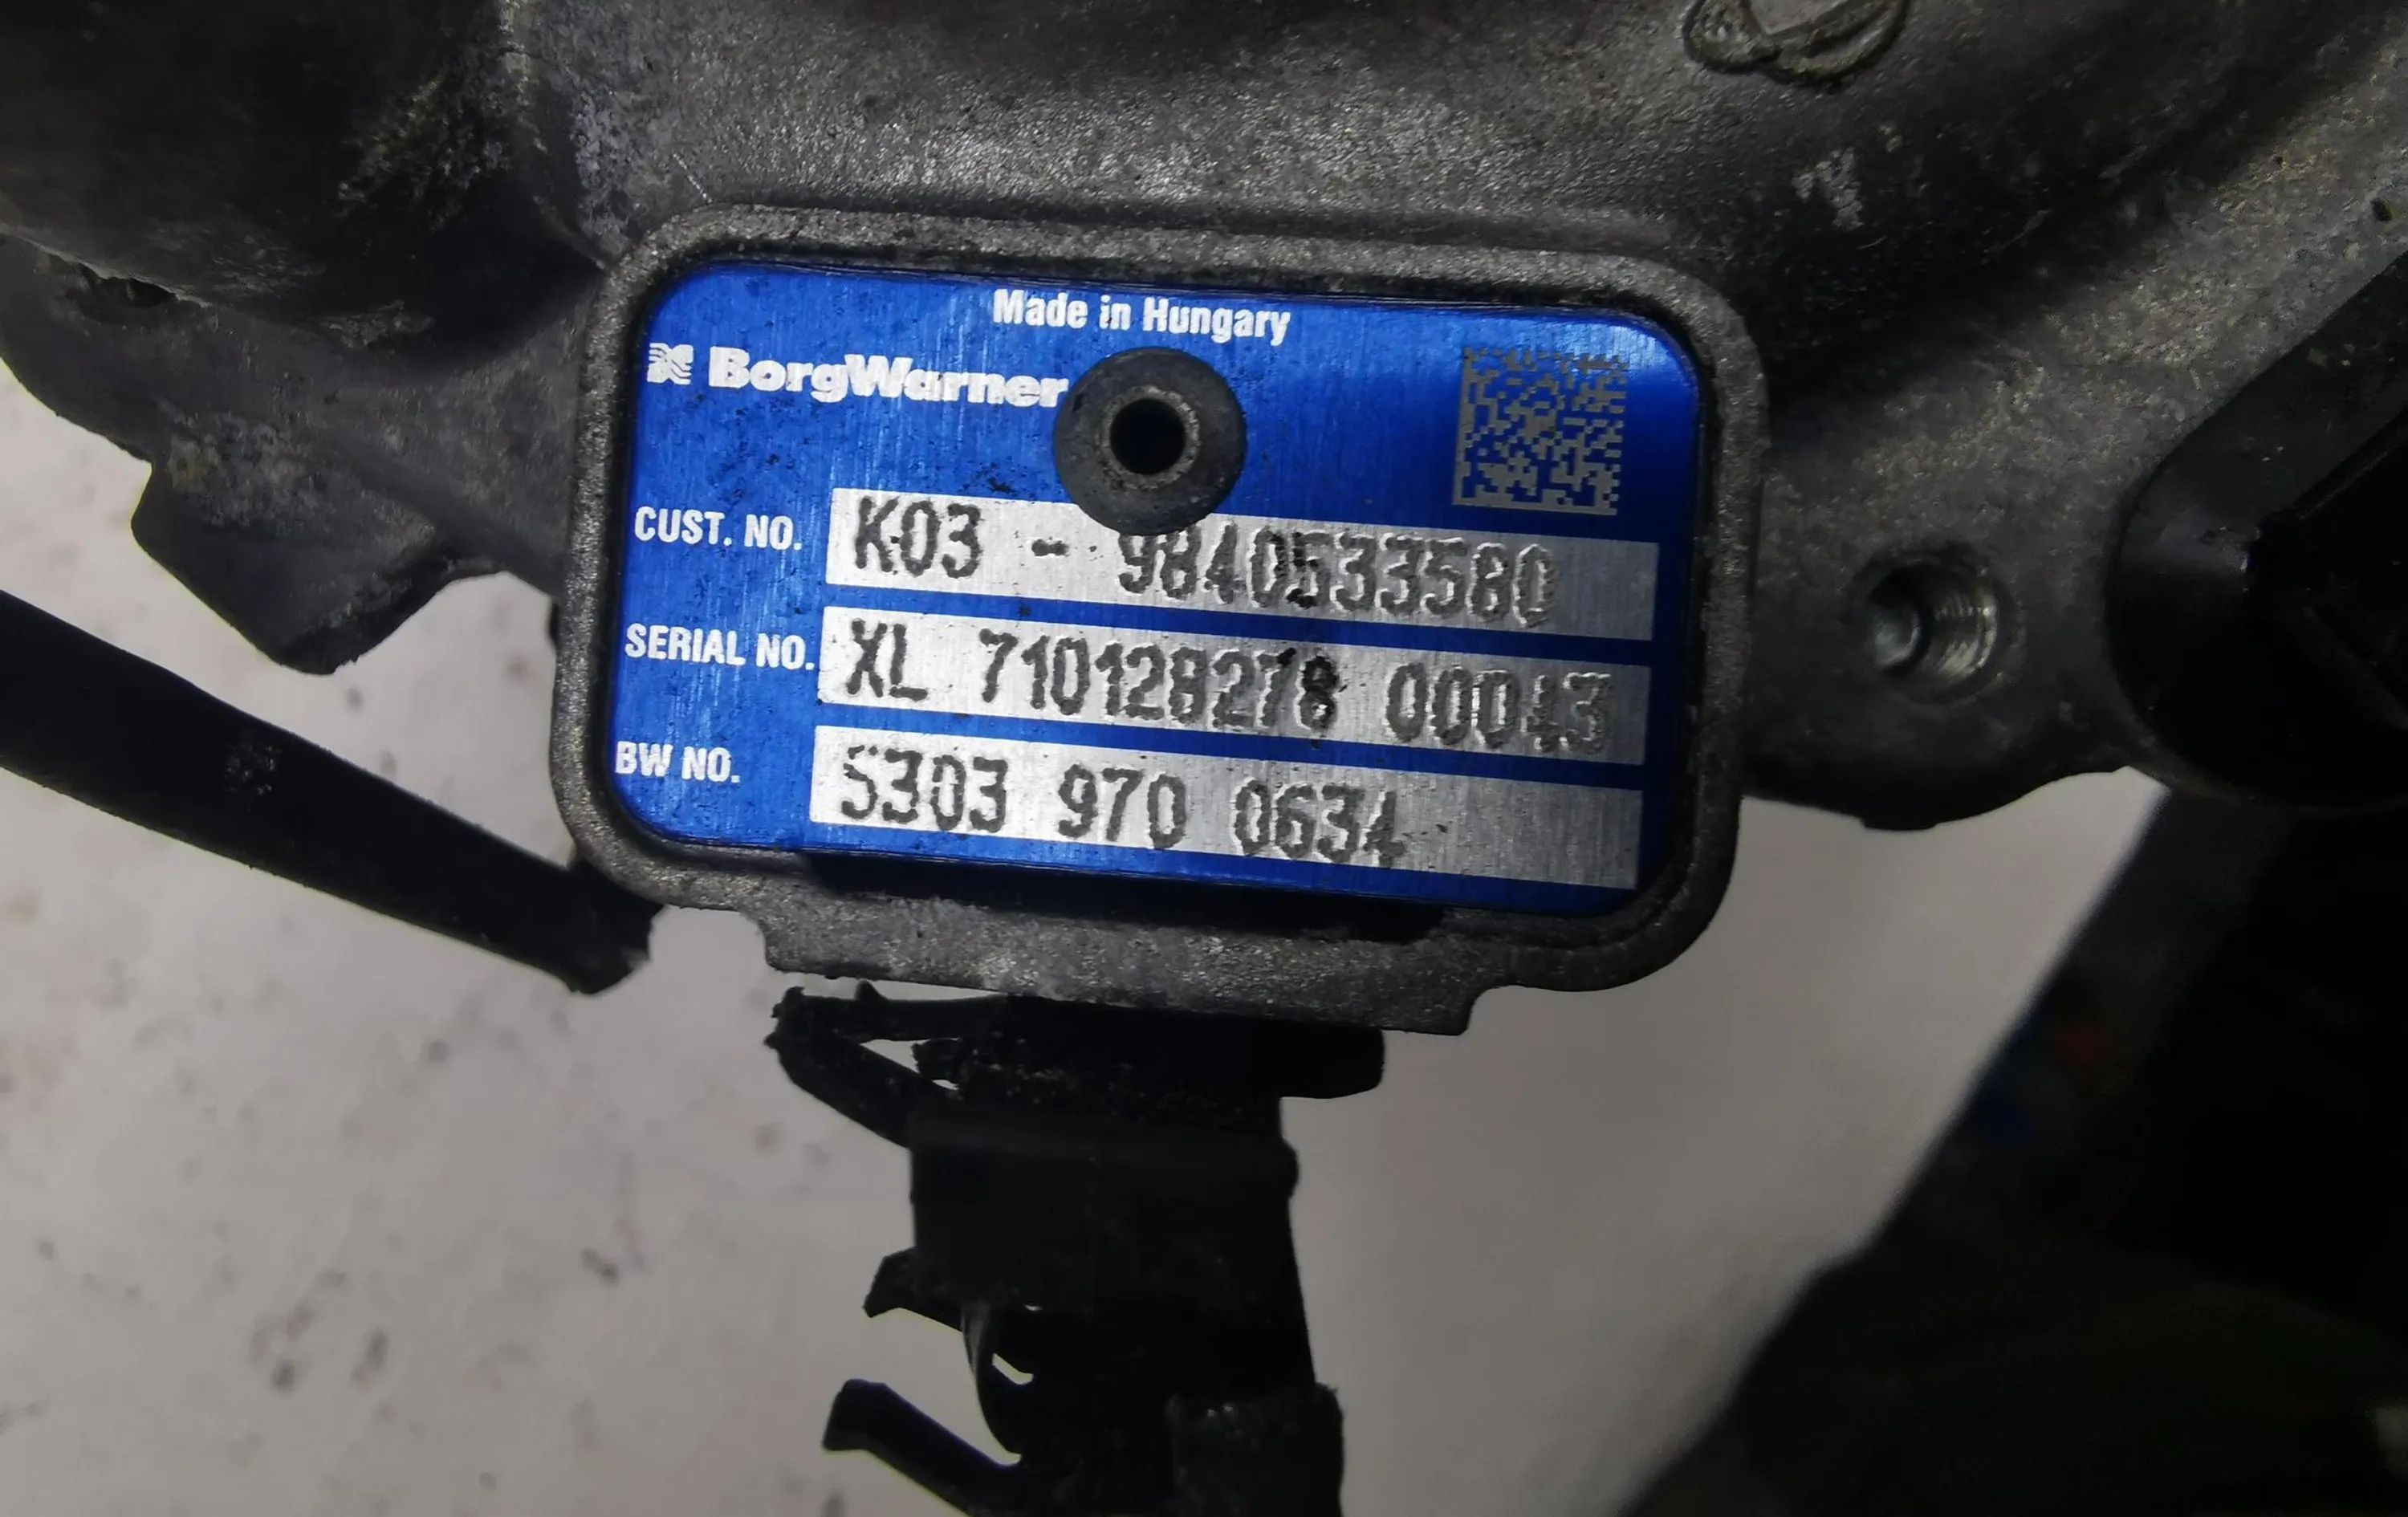 Made in Hungary
BorgWarner
CUST. NO. K03 - 9840533580
SERIAL NO. XL 710128278 00043
BW NO. 5303 970 0634